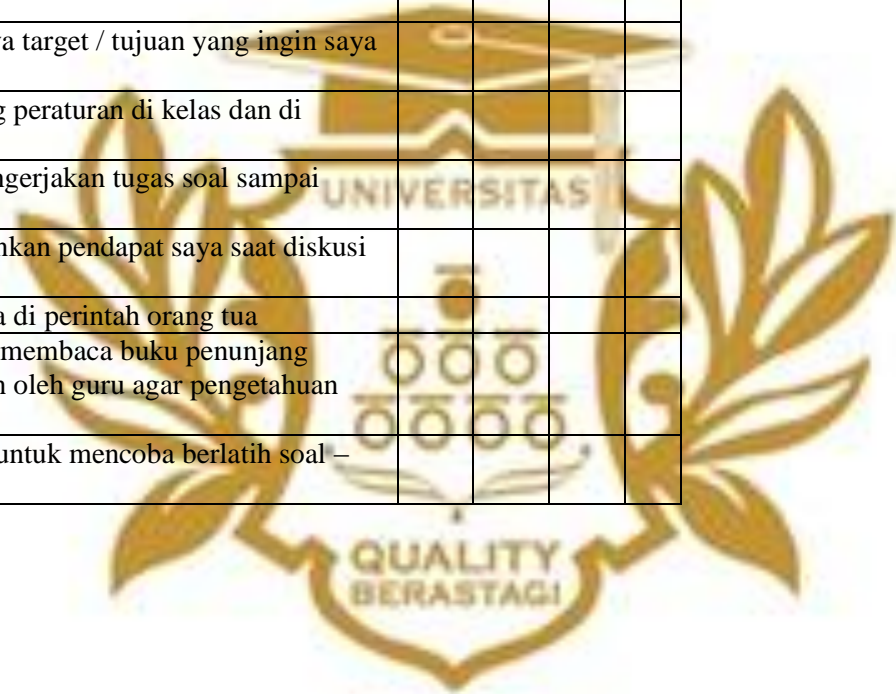 a target / tujuan yang ingin saya
g peraturan di kelas dan di
ngerjakan tugas soal sampai
UNIVERSITAS
hkan pendapat saya saat diskusi
a di perintah orang tua
membaca buku penunjang
n oleh guru agar pengetahuan
untuk mencoba berlatih soal –
QUALITY
BERASTAGI